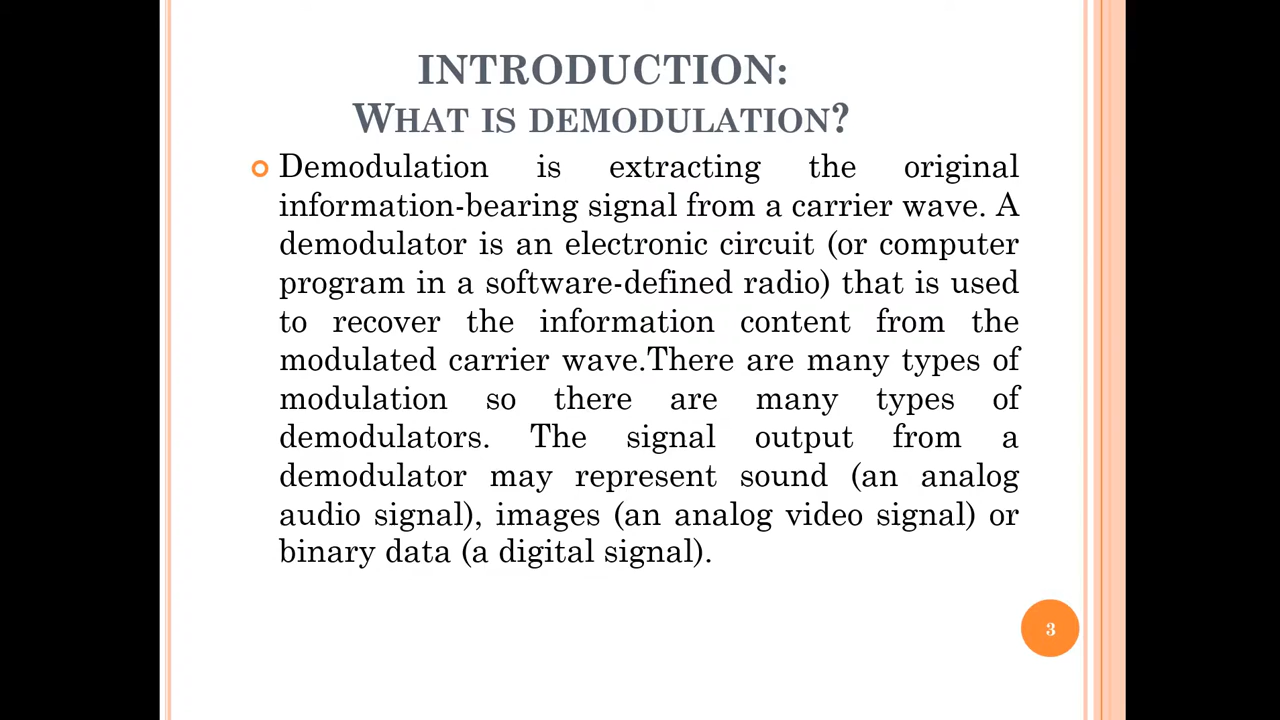 INTRODUCTION:
WHAT IS DEMODULATION?
Demodulation is extracting the original
information-bearing signal from a carrier wave. A
demodulator is an electronic circuit (or computer
program in a software-defined radio) that is used
to recover the information content from the
modulated carrier wave.There are many types of
modulation so there are many types of
demodulators. The signal output from a
demodulator may represent sound (an analog
audio signal), images (an analog video signal) or
binary data (a digital signal).
3